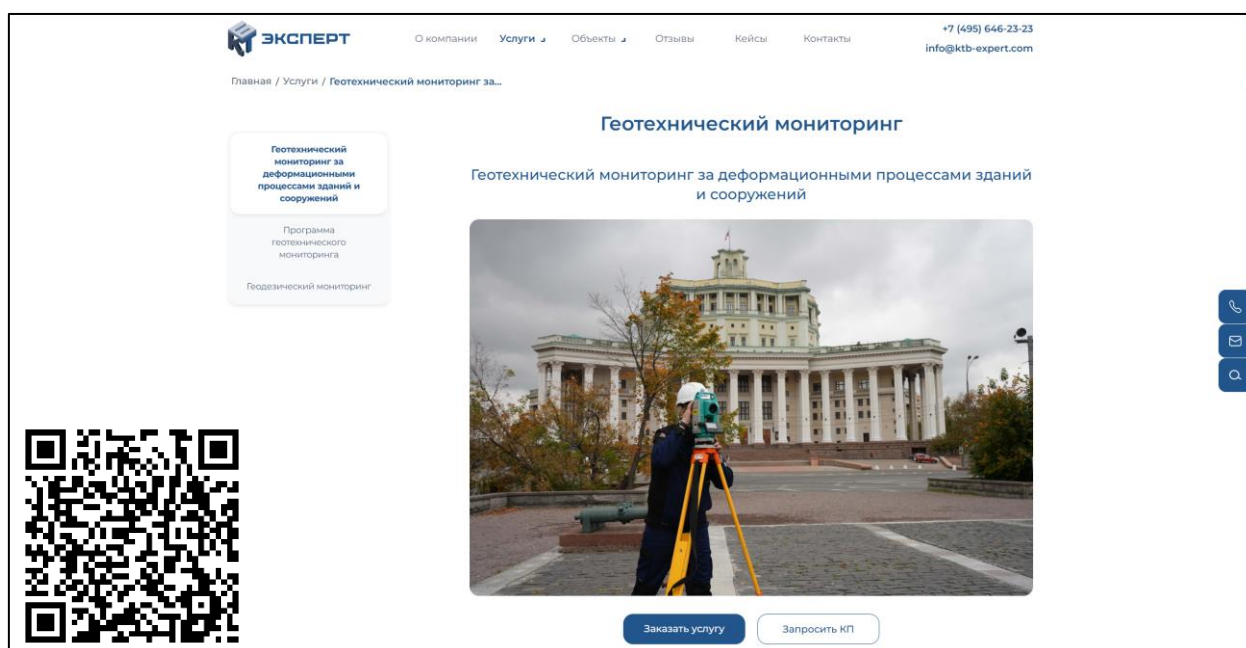 ЭКСПЕРТ
О компании Услуги Объекты Отзывы Кейсы Контакты
+7 (495) 646-23-23
info@ktb-expert.com
Главная / Услуги / Геотехнический мониторинг за...
Геотехнический
мониторинг за
деформационными
процессами зданий и
сооружений
Программа
геотехнического
мониторинга
Геодезический мониторинг
Геотехнический мониторинг
Геотехнический мониторинг за деформационными процессами зданий
и сооружений
Заказать услугу
Запросить КП